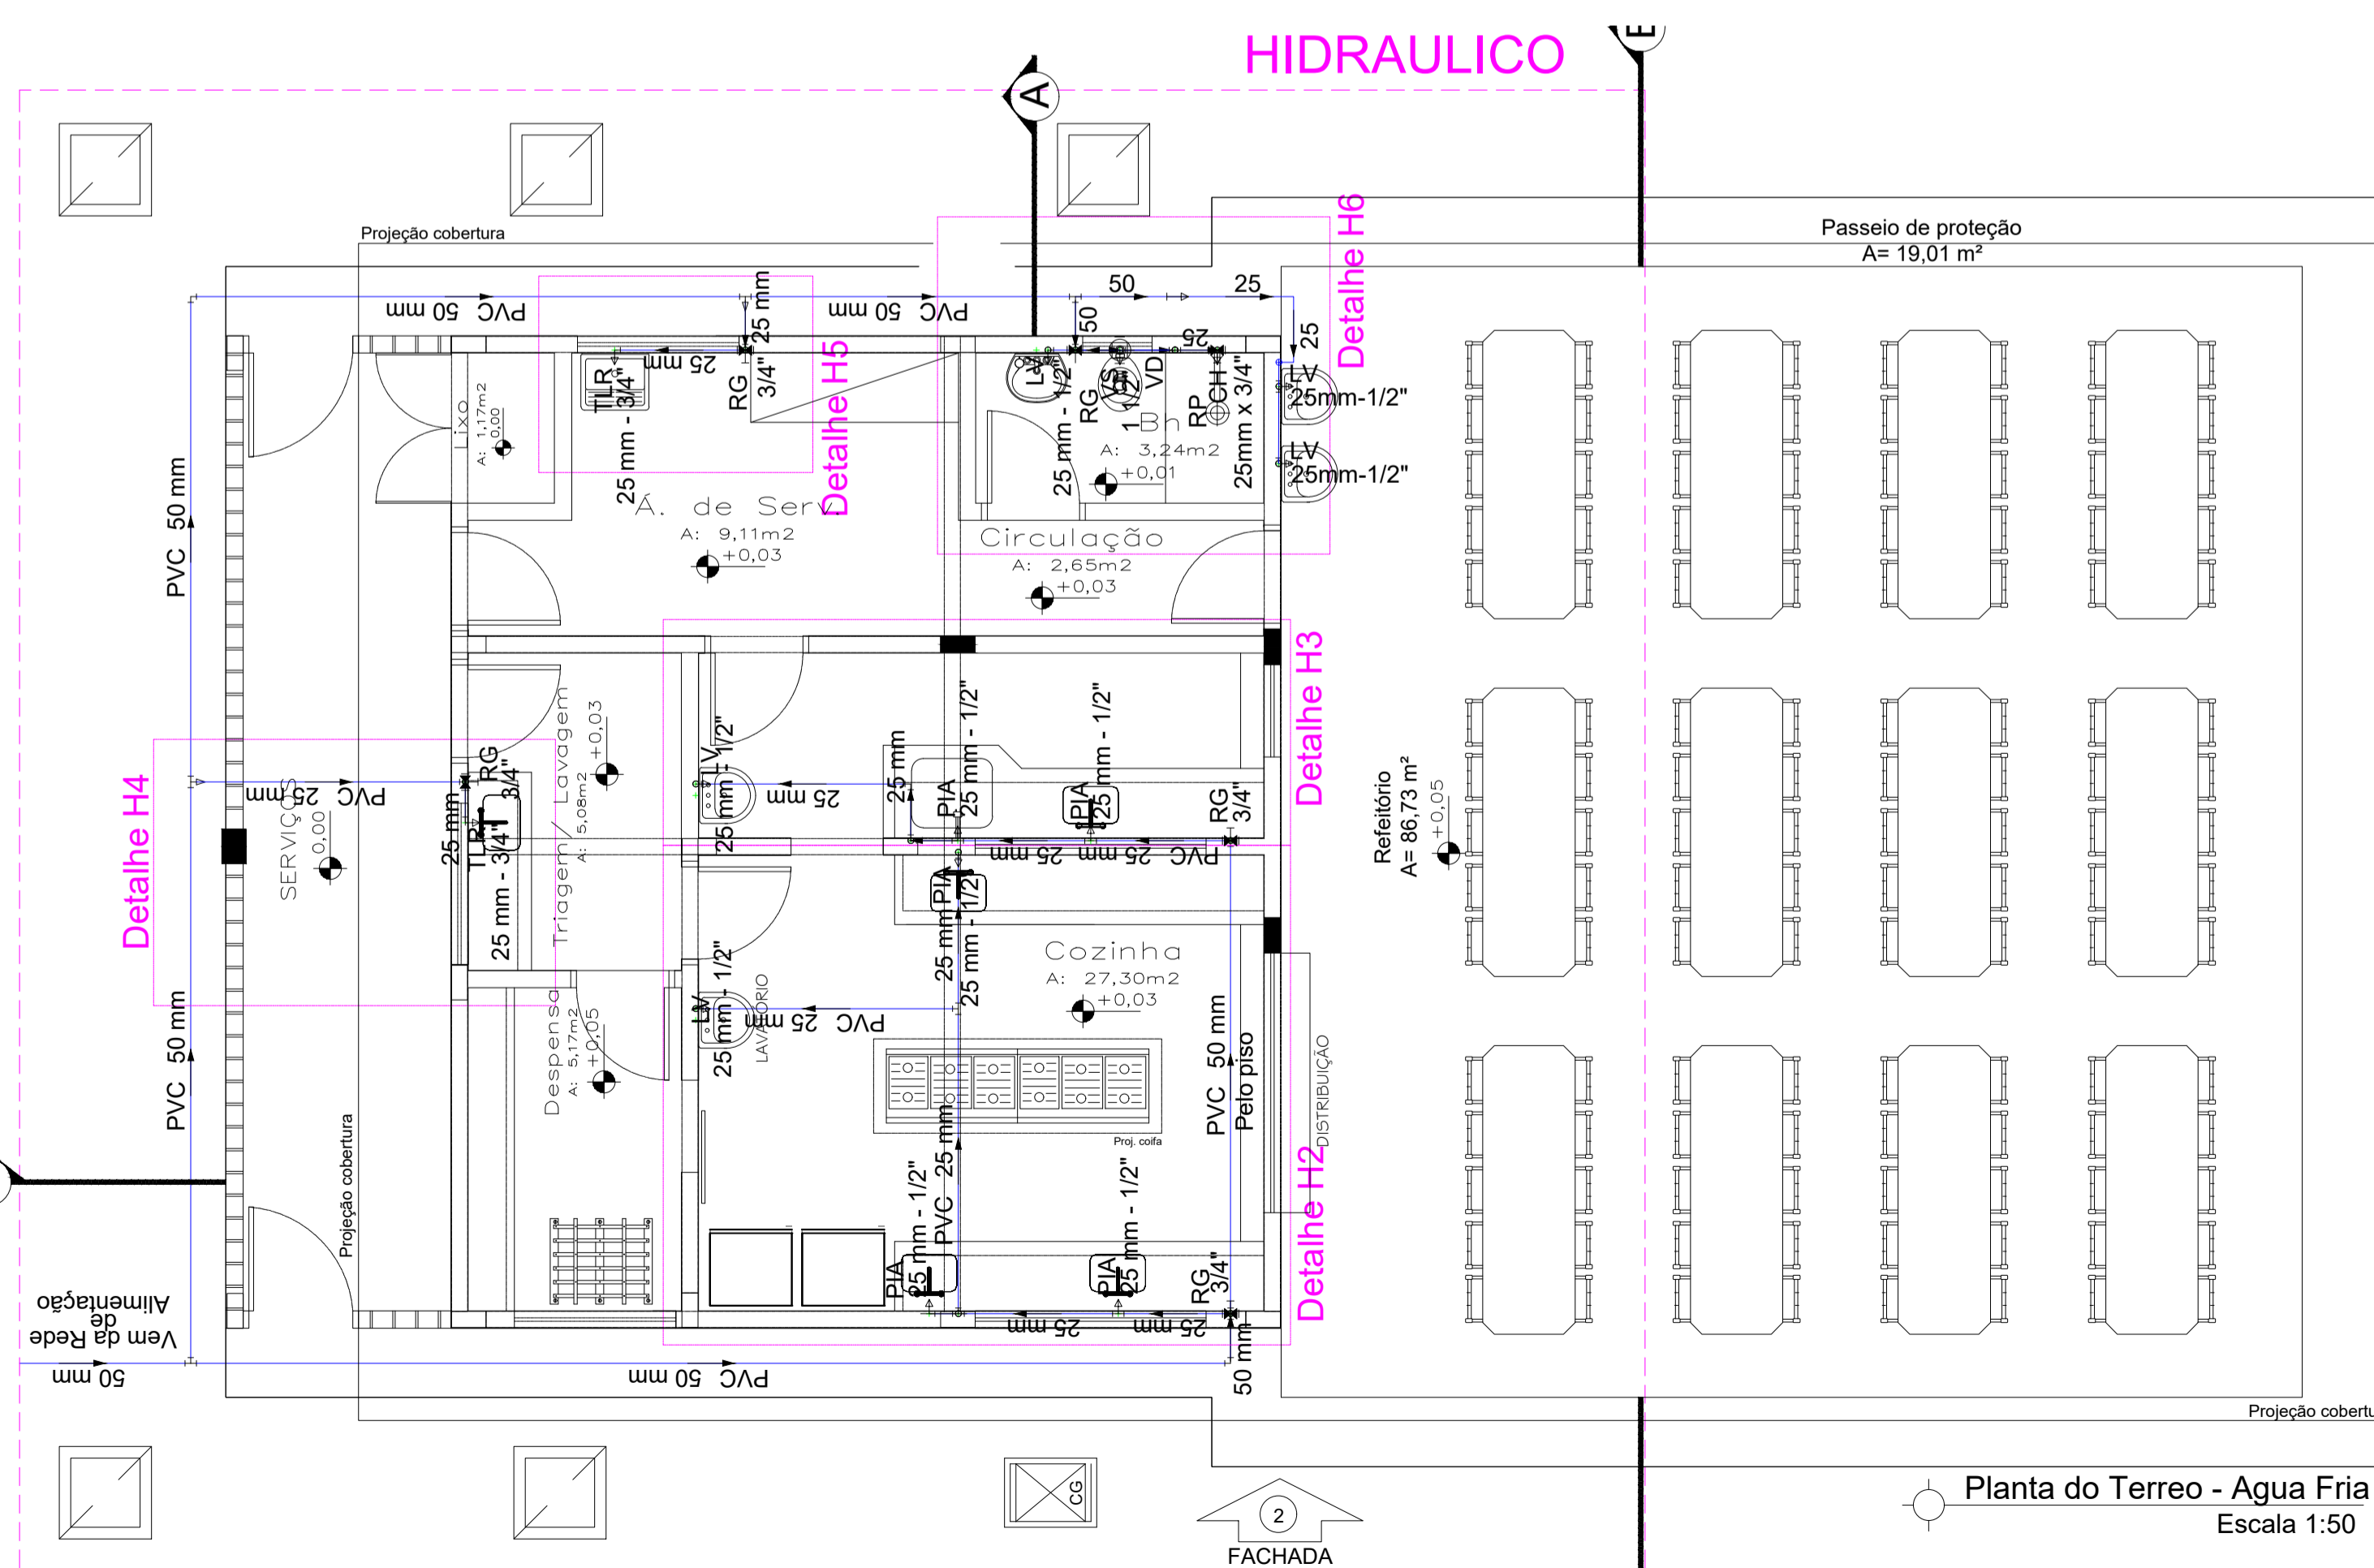 HIDRAULICO
E
A
Detalhe H6
Passeio de proteção
A= 19,01 m²
Projeção cobertura
50
25
PVC 50 mm
25 mm
PVC 50 mm
50
25
25
25 mm
RG
3/4"
TLR
25 mm - 3/4"
Detalhe H5
LV
25 mm - 1/2"
RG
VS
1 1/2"
VD
RP
CH
25mm x 3/4"
LV
25mm-1/2"
LV
25mm-1/2"
Lixo
A: 1,17m2
0,00
Bh
A: 3,24m2
+0,01
Á. de Serv.
A: 9,11m2
+0,03
Circulação
A: 2,65m2
+0,03
PVC 50 mm
Detalhe H3
Detalhe H4
SERVIÇOS
0,00
PVC 25 mm
RG
3/4"
25 mm
TLR
25 mm - 3/4"
Triagem / Lavagem
A: 5,08m2
+0,03
LV
25 mm - 1/2"
25 mm
25 mm
PIA
25 mm - 1/2"
PIA
25 mm - 1/2"
RG
3/4"
PVC 25 mm
25 mm
Refeitório
A= 86,73 m²
+0,05
PIA
25 mm
25 mm - 1/2"
Cozinha
A: 27,30m2
+0,03
LV
25 mm - 1/2"
LAVATÓRIO
PVC 25 mm
Despensa
A: 5,17m2
+0,05
PVC 50 mm
PVC 50 mm
Pelo piso
DISTRIBUIÇÃO
Proj. coifa
PVC 25 mm
Projeção cobertura
PIA
25 mm - 1/2"
PIA
25 mm - 1/2"
RG
3/4"
Detalhe H2
25 mm
25 mm
Vem da Rede
de
Alimentação
50 mm
PVC 50 mm
50 mm
Projeção cobertu
CG
2
FACHADA
Planta do Terreo - Agua Fria
Escala 1:50